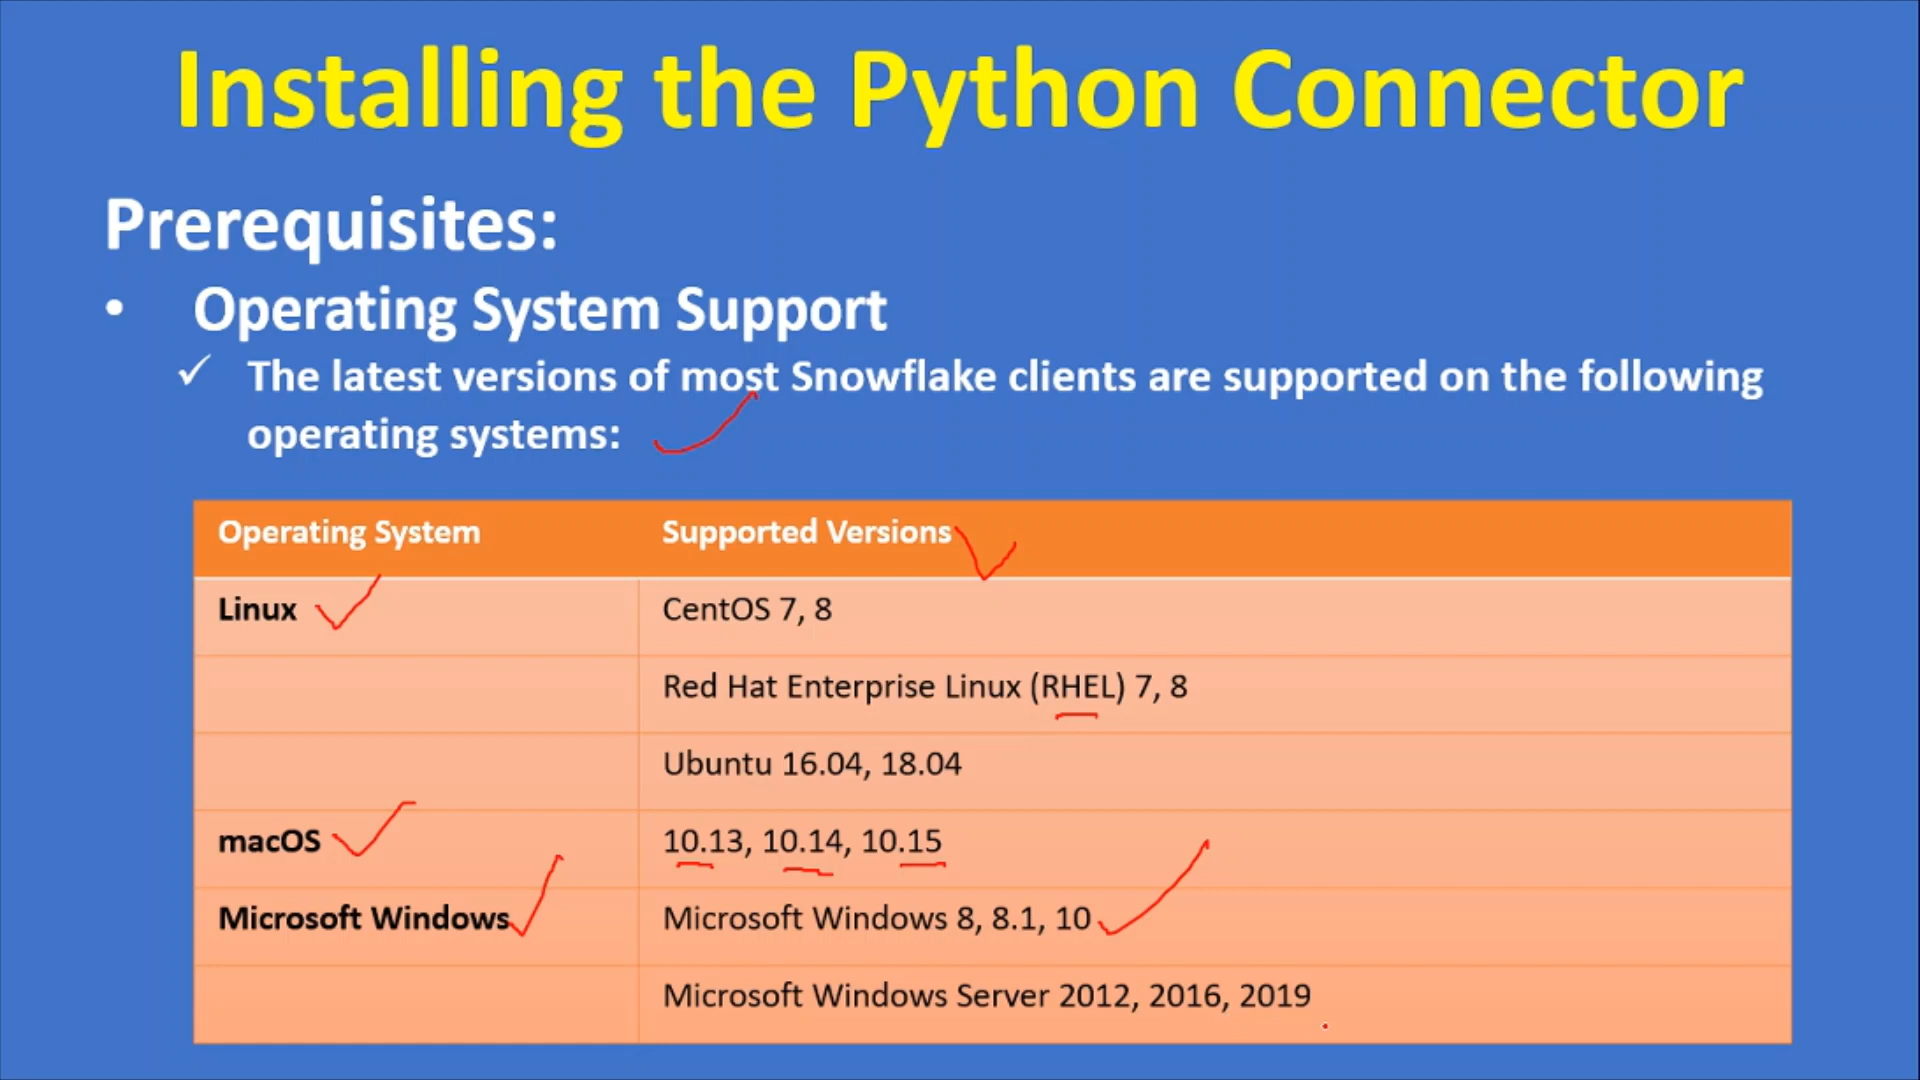 Installing the Python Connector
Prerequisites:
• Operating System Support
✓ The latest versions of most Snowflake clients are supported on the following
operating systems:
Operating System Supported Versions
Linux CentOS 7, 8
Red Hat Enterprise Linux (RHEL) 7, 8
Ubuntu 16.04, 18.04
macOS 10.13, 10.14, 10.15
Microsoft Windows Microsoft Windows 8, 8.1, 10
Microsoft Windows Server 2012, 2016, 2019